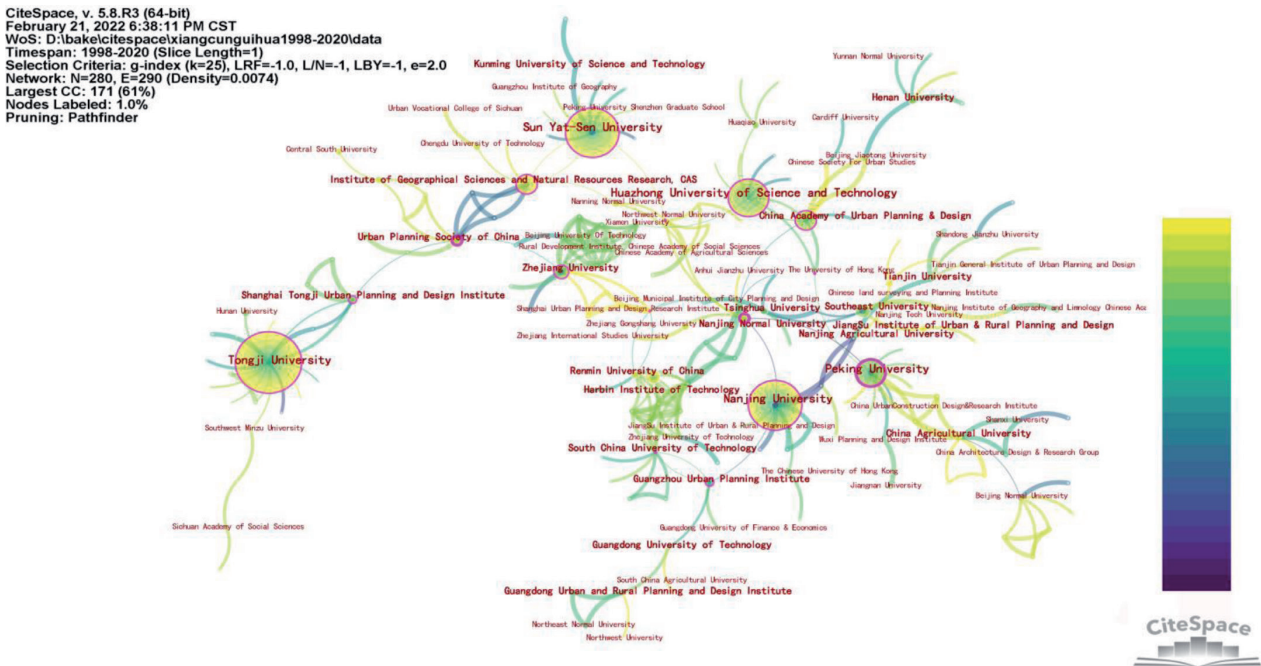 CiteSpace, v. 5.8.R3 (64-bit)
February 21, 2022 6:38:11 PM CST
WoS: D:\bake\citespace\xiangcunguihua1998-2020\data
Timespan: 1998-2020 (Slice Length=1)
Selection Criteria: g-index (k=25), LRF=-1.0, L/N=-1, LBY=-1, e=2.0
Network: N=280, E=290 (Density=0.0074)
Largest CC: 171 (61%)
Nodes Labeled: 1.0%
Pruning: Pathfinder
Yunnan Normal University
Kunming University of Science and Technology
Guangzhou Institute of Geography
Henan University
Urban Vocational College of Sichuan
Peking University Shenzhen Graduate School
Cardiff University
Huaqiao University
Sun Yat-Sen University
Chengdu University of Technology
Central South University
Beijing Jiaotong University
Chinese Society For Urban Studies
Institute of Geographical Sciences and Natural Resources Research, CAS
Huazhong University of Science and Technology
Nanning Normal University
Northwest Normal University
China Academy of Urban Planning & Design
Xiamen University
Urban Planning Society of China
Beijing University Of Technology
Shandong Jianzhu University
Rural Development Institute, Chinese Academy of Social Sciences
Chinese Academy of Agricultural Sciences
Zhejiang University
Anhui Jianzhu University
The University of Hong Kong
Tianjin General Institute of Urban Planning and Design
Tianjin University
Shanghai Tongji Urban Planning and Design Institute
Beijing Municipal Institute of City Planning and Design
Chinese land surveying and Planning Institute
Hunan University
Shanghai Urban Planning and Design Research Institute
Tsinghua University
Southeast University
Nanjing Institute of Geography and Limnology Chinese Aca
Nanjing Tech University
Zhejiang Gongshang University
Nanjing Normal University
JiangSu Institute of Urban & Rural Planning and Design
Zhejiang International Studies University
Nanjing Agricultural University
Tongji University
Renmin University of China
Peking University
Harbin Institute of Technology
Nanjing University
China UrbanConstruction Design&Research Institute
Southwest Minzu University
JiangSu Institute of Urban & Rural Planning and Design
Shanxi University
Zhejiang University of Technology
Wuxi Planning and Design Institute
China Agricultural University
South China University of Technology
China Architecture Design & Research Group
The Chinese University of Hong Kong
Guangzhou Urban Planning Institute
Jiangnan University
Beijing Normal University
Sichuan Academy of Social Sciences
Guangdong University of Finance & Economics
Guangdong University of Technology
South China Agricultural University
Guangdong Urban and Rural Planning and Design Institute
Northeast Normal University
Northwest University
CiteSpace